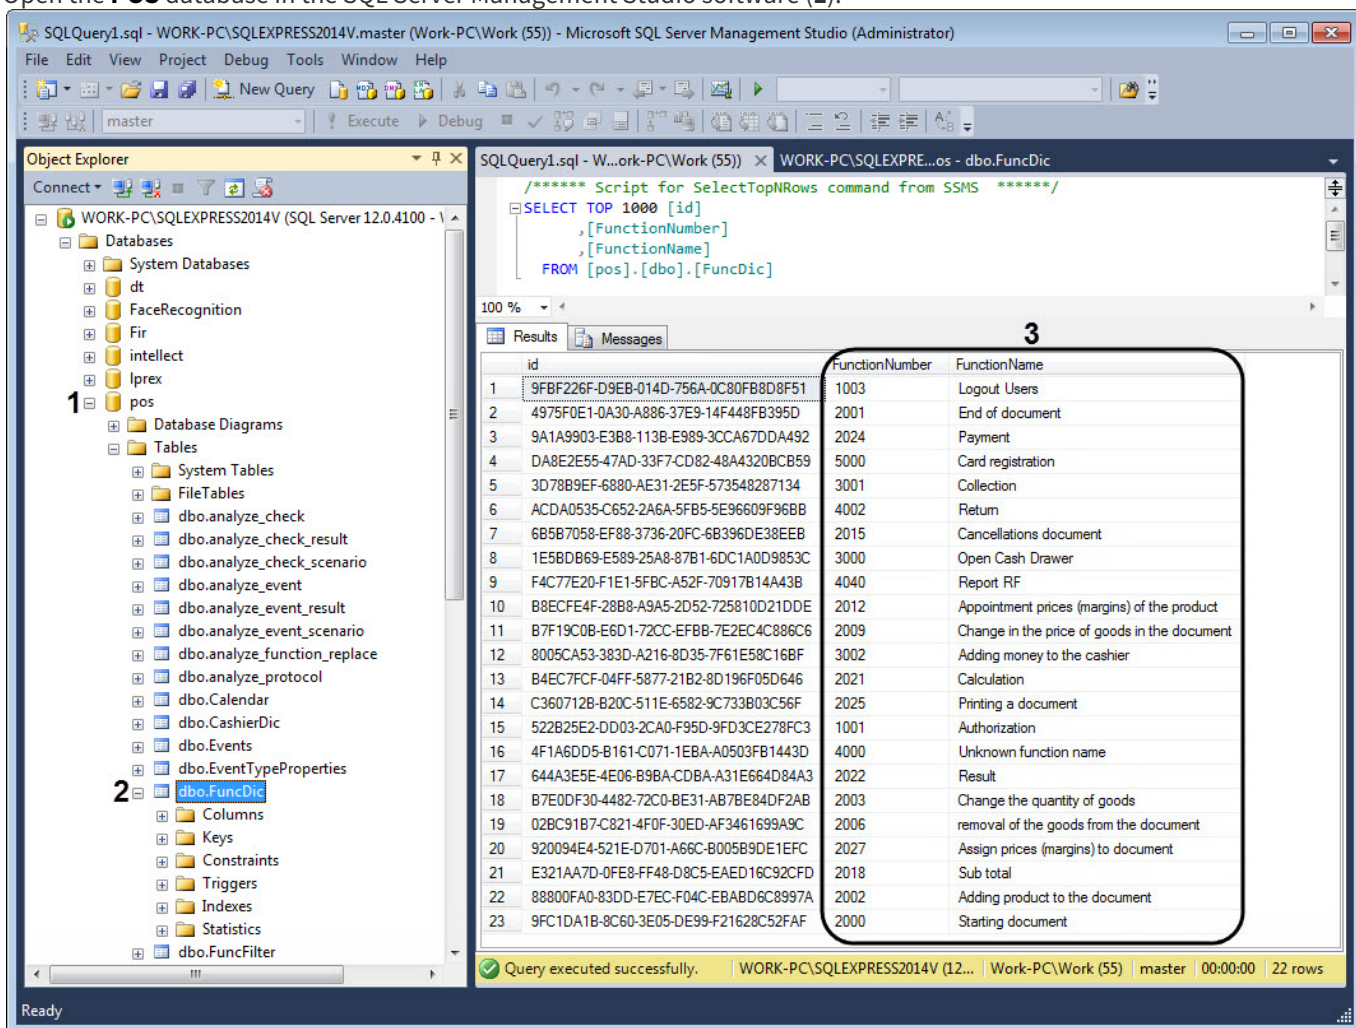 Open the POS database in the SQL Server Management Studio software (1).
SQLQuery1.sql - WORK-PC\SQLEXPRESS2014V.master (Work-PC\Work (55)) - Microsoft SQL Server Management Studio (Administrator)
File Edit View Project Debug Tools Window Help
New Query
master Execute Debug
Object Explorer
Connect
WORK-PC\SQLEXPRESS2014V (SQL Server 12.0.4100 - \
Databases
System Databases
dt
FaceRecognition
Fir
intellect
Iprex
1 pos
Database Diagrams
Tables
System Tables
FileTables
dbo.analyze_check
dbo.analyze_check_result
dbo.analyze_check_scenario
dbo.analyze_event
dbo.analyze_event_result
dbo.analyze_event_scenario
dbo.analyze_function_replace
dbo.analyze_protocol
dbo.Calendar
dbo.CashierDic
dbo.Events
dbo.EventTypeProperties
2 dbo.FuncDic
Columns
Keys
Constraints
Triggers
Indexes
Statistics
dbo.FuncFilter
SQLQuery1.sql - W...ork-PC\Work (55)) WORK-PC\SQLEXPRE...os - dbo.FuncDic
/****** Script for SelectTopNRows command from SSMS ******/
SELECT TOP 1000 [id]
,[FunctionNumber]
,[FunctionName]
FROM [pos].[dbo].[FuncDic]
100 %
Results Messages
3
id FunctionNumber FunctionName
1 9FBF226F-D9EB-014D-756A-0C80FB8D8F51 1003 Logout Users
2 4975F0E1-0A30-A886-37E9-14F448FB395D 2001 End of document
3 9A1A9903-E3B8-113B-E989-3CCA67DDA492 2024 Payment
4 DA8E2E55-47AD-33F7-CD82-48A4320BCB59 5000 Card registration
5 3D78B9EF-6880-AE31-2E5F-573548287134 3001 Collection
6 ACDA0535-C652-2A6A-5FB5-5E96609F96BB 4002 Return
7 6B5B7058-EF88-3736-20FC-6B396DE38EEB 2015 Cancellations document
8 1E5BDB69-E589-25A8-87B1-6DC1A0D9853C 3000 Open Cash Drawer
9 F4C77E20-F1E1-5FBC-A52F-70917B14A43B 4040 Report RF
10 B8ECFE4F-28B8-A9A5-2D52-725810D21DDE 2012 Appointment prices (margins) of the product
11 B7F19C0B-E6D1-72CC-EFBB-7E2EC4C886C6 2009 Change in the price of goods in the document
12 8005CA53-383D-A216-8D35-7F61E58C16BF 3002 Adding money to the cashier
13 B4EC7FCF-04FF-5877-21B2-8D196F05D646 2021 Calculation
14 C360712B-B20C-511E-6582-9C733B03C56F 2025 Printing a document
15 522B25E2-DD03-2CA0-F95D-9FD3CE278FC3 1001 Authorization
16 4F1A6DD5-B161-C071-1EBA-A0503FB1443D 4000 Unknown function name
17 644A3E5E-4E06-B9BA-CDBA-A31E664D84A3 2022 Result
18 B7E0DF30-4482-72C0-BE31-AB7BE84DF2AB 2003 Change the quantity of goods
19 02BC91B7-C821-4F0F-30ED-AF3461699A9C 2006 removal of the goods from the document
20 920094E4-521E-D701-A66C-B005B9DE1EFC 2027 Assign prices (margins) to document
21 E321AA7D-0FE8-FF48-D8C5-EAED16C92CFD 2018 Sub total
22 88800FA0-83DD-E7EC-F04C-EBABD6C8997A 2002 Adding product to the document
23 9FC1DA1B-8C60-3E05-DE99-F21628C52FAF 2000 Starting document
Query executed successfully. WORK-PC\SQLEXPRESS2014V (12... Work-PC\Work (55) master 00:00:00 22 rows
Ready